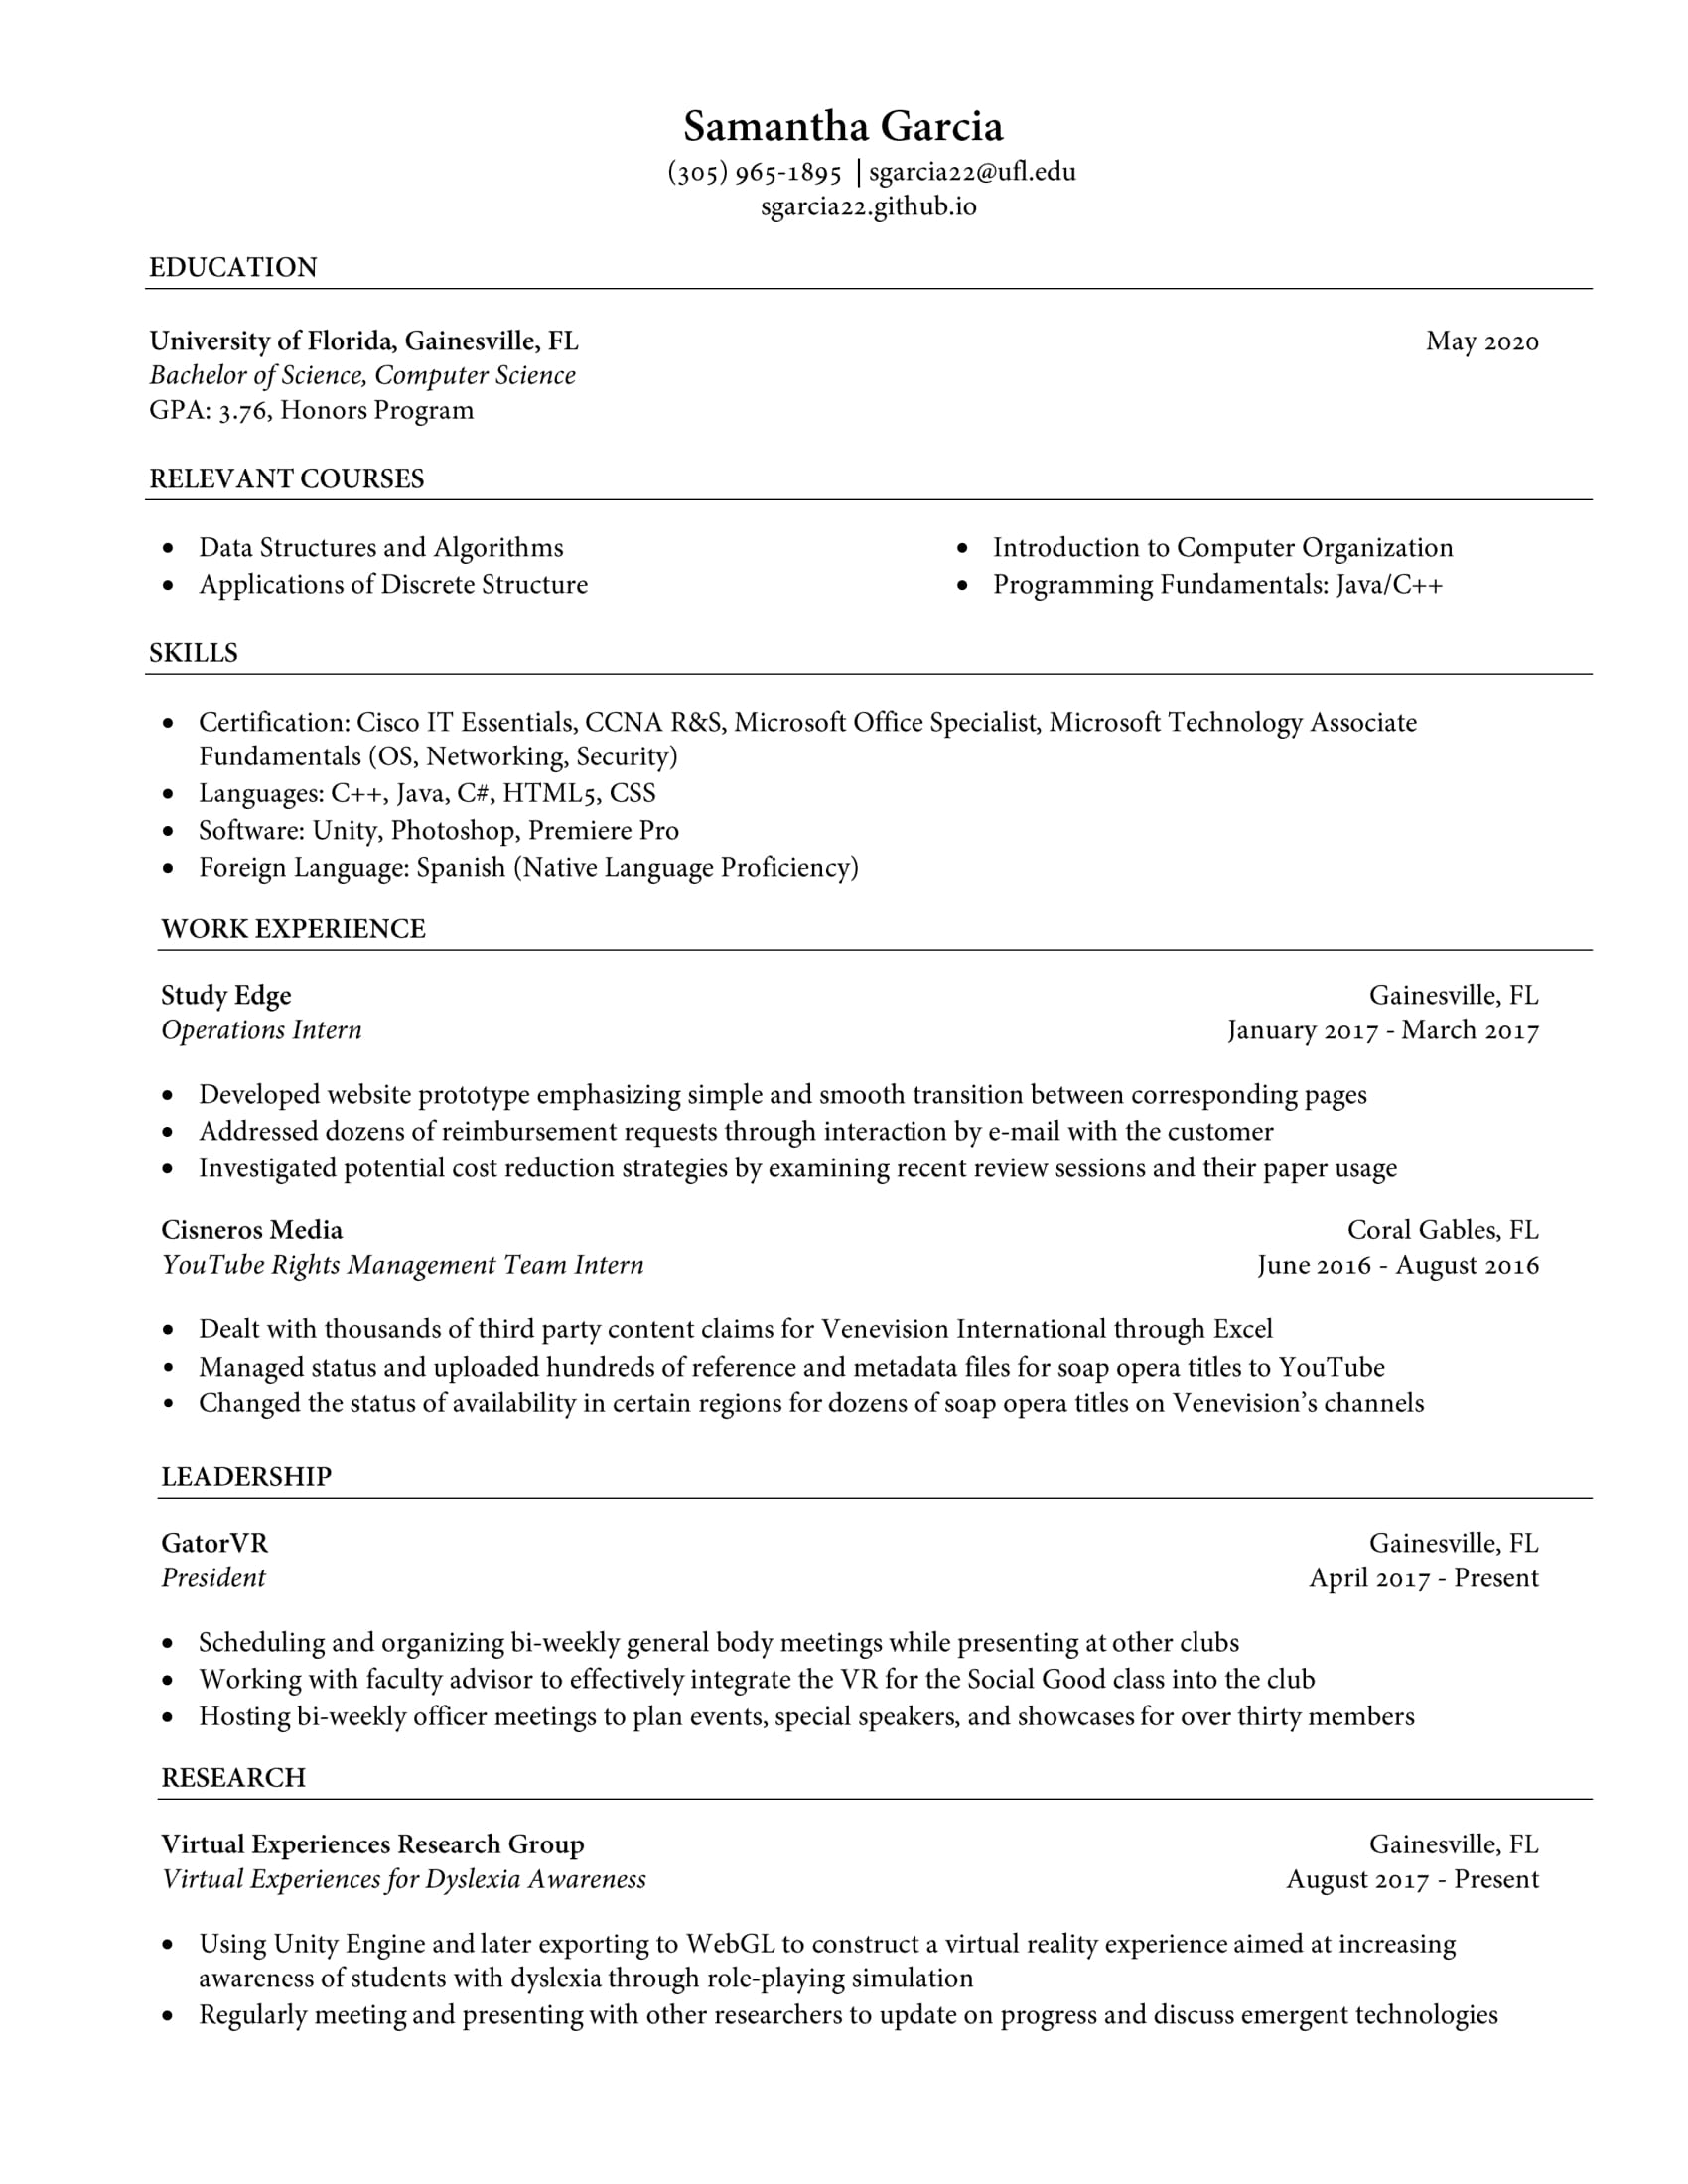 Samantha Garcia
(305) 965-1895 | sgarcia22@ufl.edu
sgarcia22.github.io
EDUCATION
University of Florida, Gainesville, FL May 2020
Bachelor of Science, Computer Science
GPA: 3.76, Honors Program
RELEVANT COURSES
• Data Structures and Algorithms • Introduction to Computer Organization
• Applications of Discrete Structure • Programming Fundamentals: Java/C++
SKILLS
• Certification: Cisco IT Essentials, CCNA R&S, Microsoft Office Specialist, Microsoft Technology Associate
Fundamentals (OS, Networking, Security)
• Languages: C++, Java, C#, HTML5, CSS
• Software: Unity, Photoshop, Premiere Pro
• Foreign Language: Spanish (Native Language Proficiency)
WORK EXPERIENCE
Study Edge Gainesville, FL
Operations Intern January 2017 - March 2017
• Developed website prototype emphasizing simple and smooth transition between corresponding pages
• Addressed dozens of reimbursement requests through interaction by e-mail with the customer
• Investigated potential cost reduction strategies by examining recent review sessions and their paper usage
Cisneros Media Coral Gables, FL
YouTube Rights Management Team Intern June 2016 - August 2016
• Dealt with thousands of third party content claims for Venevision International through Excel
• Managed status and uploaded hundreds of reference and metadata files for soap opera titles to YouTube
• Changed the status of availability in certain regions for dozens of soap opera titles on Venevision’s channels
LEADERSHIP
GatorVR Gainesville, FL
President April 2017 - Present
• Scheduling and organizing bi-weekly general body meetings while presenting at other clubs
• Working with faculty advisor to effectively integrate the VR for the Social Good class into the club
• Hosting bi-weekly officer meetings to plan events, special speakers, and showcases for over thirty members
RESEARCH
Virtual Experiences Research Group Gainesville, FL
Virtual Experiences for Dyslexia Awareness August 2017 - Present
• Using Unity Engine and later exporting to WebGL to construct a virtual reality experience aimed at increasing
awareness of students with dyslexia through role-playing simulation
• Regularly meeting and presenting with other researchers to update on progress and discuss emergent technologies